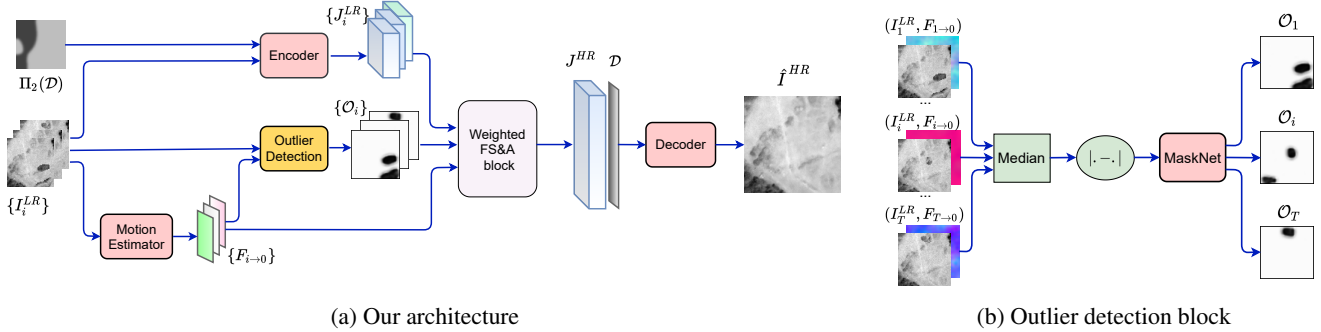 Π₂(𝒟)
Encoder
{J_i^{LR}}
{I_i^{LR}}
Outlier
Detection
{𝒪_i}
Motion
Estimator
{F_{i→0}}
Weighted
FS&A
block
J^{HR}
𝒟
Decoder
Î^{HR}
(a) Our architecture
(I_1^{LR}, F_{1→0})
...
(I_i^{LR}, F_{i→0})
...
(I_T^{LR}, F_{T→0})
Median
|.−.|
MaskNet
𝒪_1
𝒪_i
𝒪_T
(b) Outlier detection block